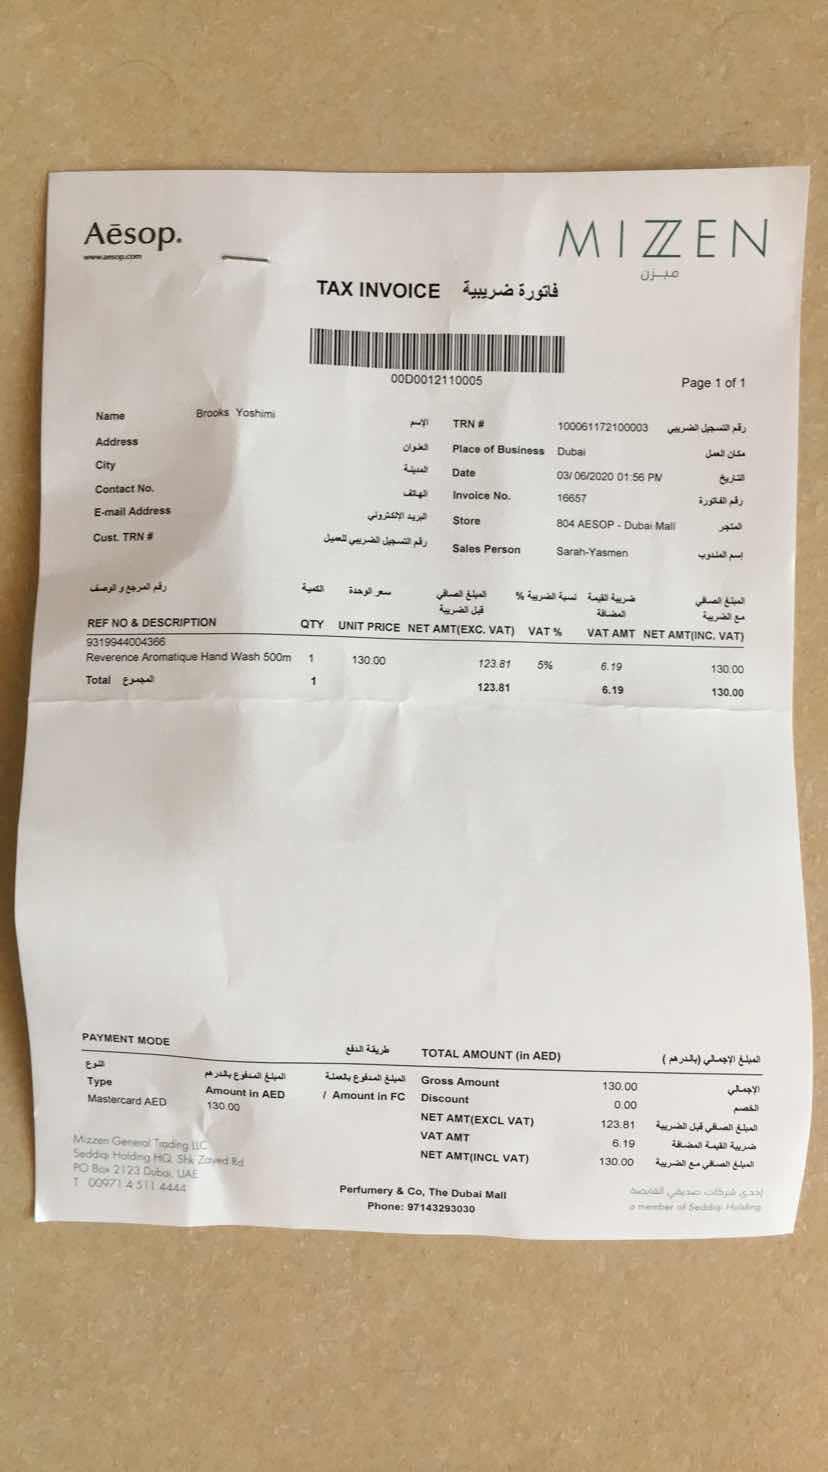 Aēsop.
www.aesop.com
MIZZEN
ميزن
TAX INVOICE فاتورة ضريبية
00D0012110005
Page 1 of 1
Name Brooks Yoshimi الإسم
Address العنوان
City المدينة
Contact No. الهاتف
E-mail Address البريد الإلكتروني
Cust. TRN # رقم التسجيل الضريبي للعميل
TRN # 100061172100003 رقم التسجيل الضريبي
Place of Business Dubai مكان العمل
Date 03/06/2020 01:56 PM التاريخ
Invoice No. 16657 رقم الفاتورة
Store 804 AESOP - Dubai Mall المتجر
Sales Person Sarah-Yasmen إسم المندوب
رقم المرجع و الوصف الكمية سعر الوحدة المبلغ الصافي قبل الضريبة نسبة الضريبة % ضريبة القيمة المضافة المبلغ الصافي مع الضريبة
REF NO & DESCRIPTION QTY UNIT PRICE NET AMT(EXC. VAT) VAT % VAT AMT NET AMT(INC. VAT)
9319944004366
Reverence Aromatique Hand Wash 500m 1 130.00 123.81 5% 6.19 130.00
Total المجموع 1 123.81 6.19 130.00
PAYMENT MODE طريقة الدفع
النوع المبلغ المدفوع بالدرهم المبلغ المدفوع بالعملة
Type Amount in AED / Amount in FC
Mastercard AED 130.00
TOTAL AMOUNT (in AED) المبلغ الإجمالي (بالدرهم)
Gross Amount 130.00 الإجمالي
Discount 0.00 الخصم
NET AMT(EXCL VAT) 123.81 المبلغ الصافي قبل الضريبة
VAT AMT 6.19 ضريبة القيمة المضافة
NET AMT(INCL VAT) 130.00 المبلغ الصافي مع الضريبة
Mizzen General Trading LLC
Seddiqi Holding HQ, Shk Zayed Rd
PO Box 2123 Dubai, UAE
T 00971 4 511 4444
Perfumery & Co, The Dubai Mall
Phone: 97143293030
إحدى شركات صديقي القابضة
a member of Seddiqi Holding